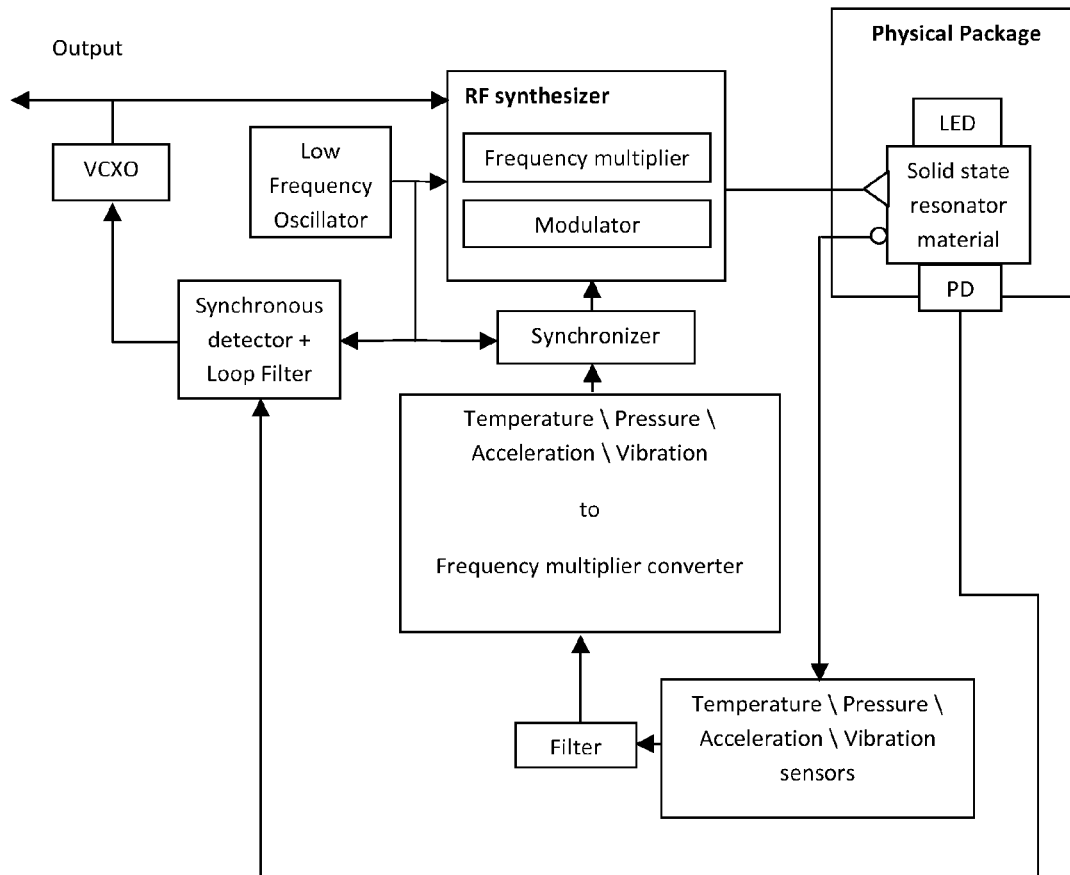 Physical Package
Output
RF synthesizer
LED
Low
Frequency
Oscillator
Frequency multiplier
VCXO
Solid state
resonator
material
Modulator
PD
Synchronous
detector +
Loop Filter
Synchronizer
Temperature \ Pressure \
Acceleration \ Vibration
to
Frequency multiplier converter
Temperature \ Pressure \
Acceleration \ Vibration
sensors
Filter